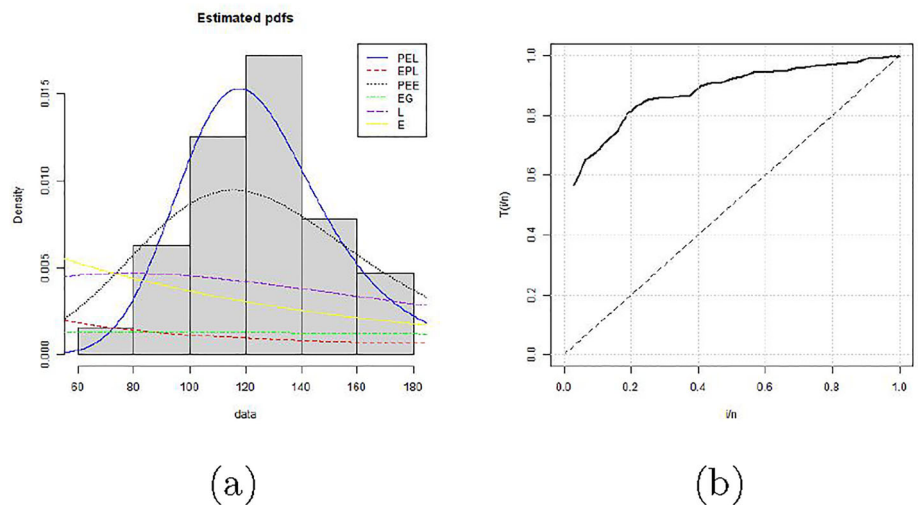 Estimated pdfs
PEL
EPL
PEE
EG
L
E
Density
0.000 0.005 0.010 0.015
60 80 100 120 140 160 180
data
(a)
T(i/n)
0.0 0.2 0.4 0.6 0.8 1.0
0.0 0.2 0.4 0.6 0.8 1.0
i/n
(b)